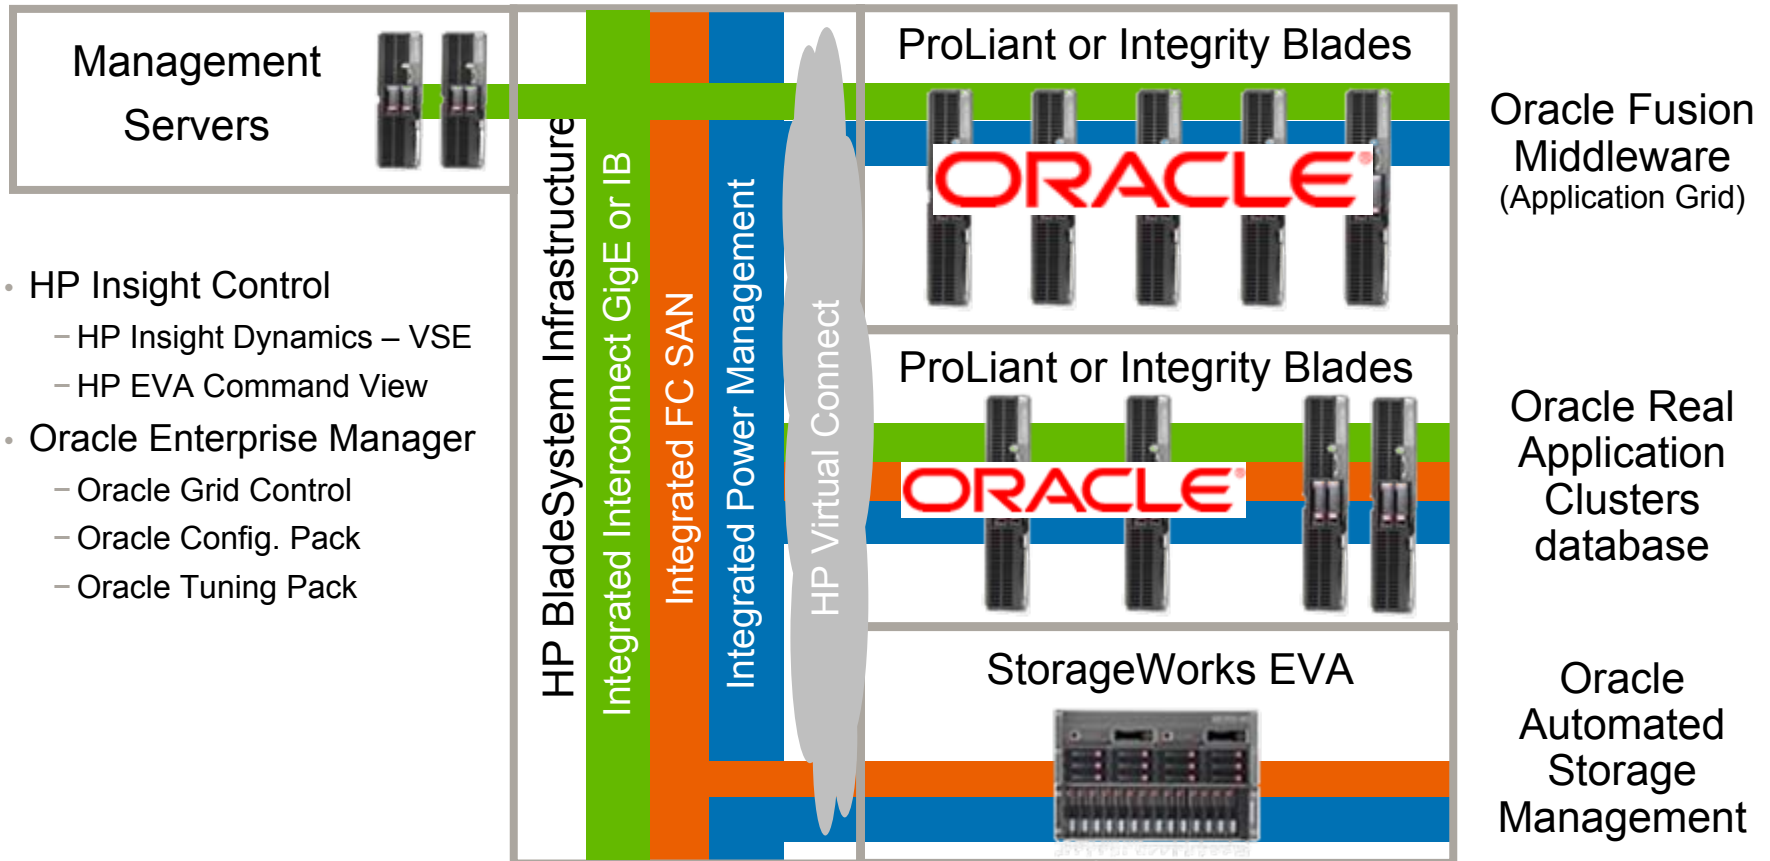 Management
Servers
• HP Insight Control
– HP Insight Dynamics – VSE
– HP EVA Command View
• Oracle Enterprise Manager
– Oracle Grid Control
– Oracle Config. Pack
– Oracle Tuning Pack
HP BladeSystem Infrastructure
Integrated Interconnect GigE or IB
Integrated FC SAN
Integrated Power Management
HP Virtual Connect
ProLiant or Integrity Blades
ORACLE®
Oracle Fusion
Middleware
(Application Grid)
ProLiant or Integrity Blades
ORACLE®
Oracle Real
Application
Clusters
database
StorageWorks EVA
Oracle
Automated
Storage
Management